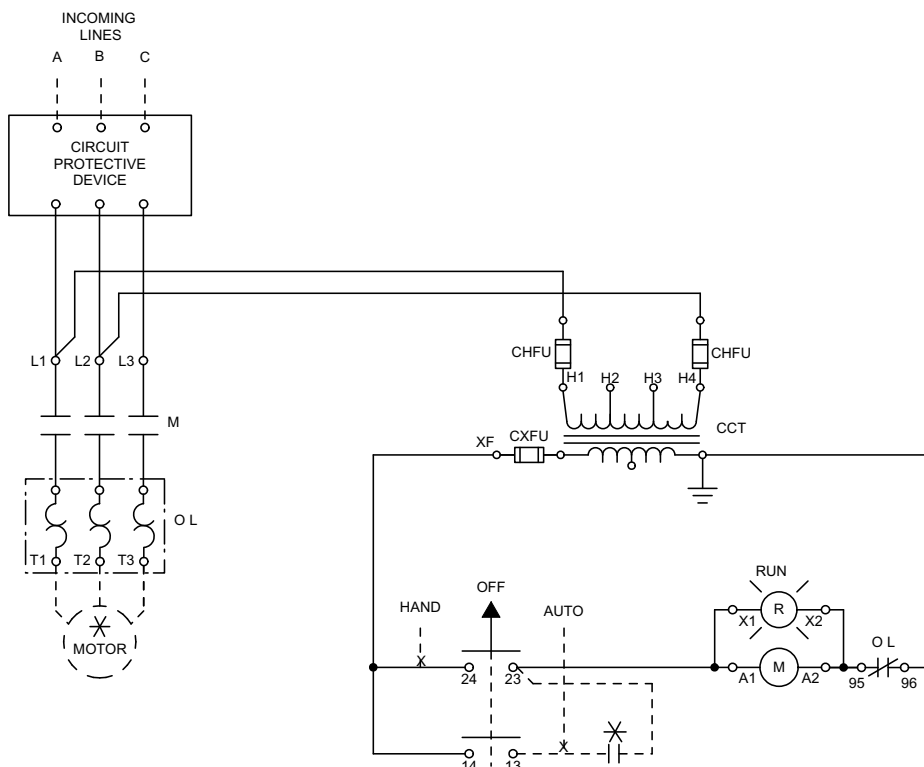 INCOMING
LINES
A B C
CIRCUIT
PROTECTIVE
DEVICE
L1 L2 L3
CHFU CHFU
H1 H2 H3 H4
M
CCT
XF CXFU
O L
T1 T2 T3
MOTOR
HAND OFF AUTO
RUN
X1 R X2
O L
24 23
A1 M A2 95 96
14 13